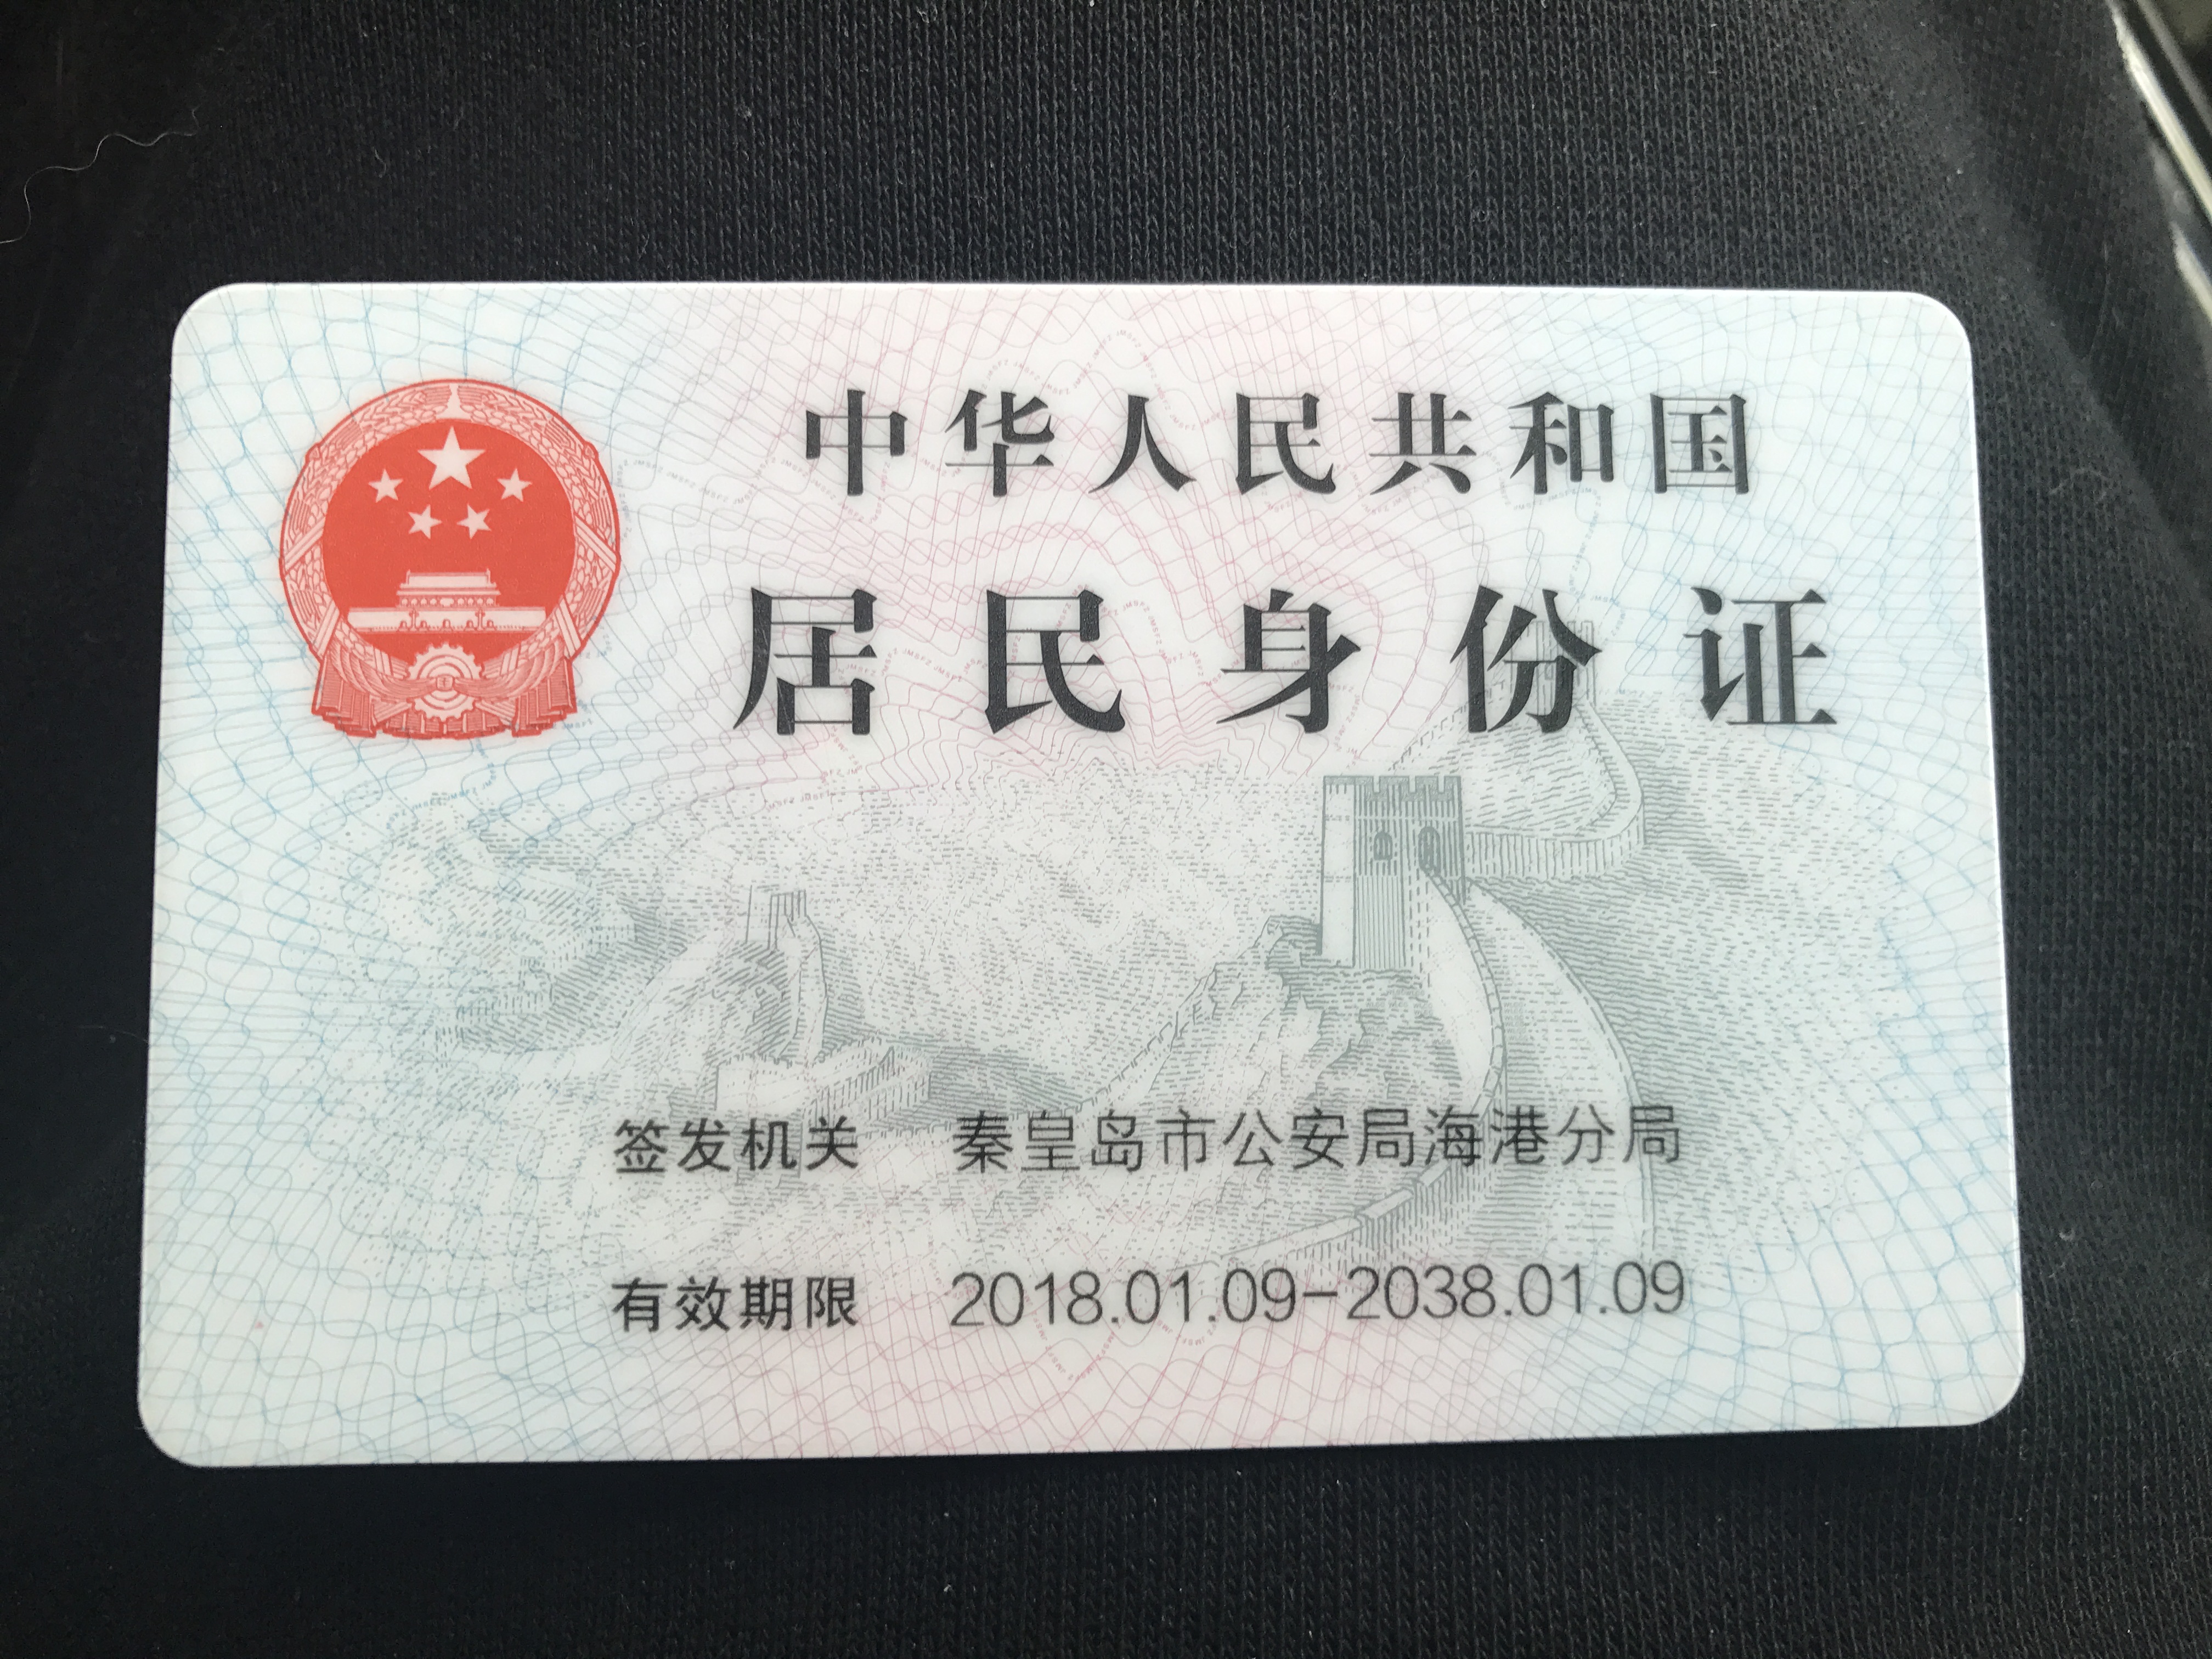 中华人民共和国
居民身份证
签发机关 秦皇岛市公安局海港分局
有效期限 2018.01.09-2038.01.09